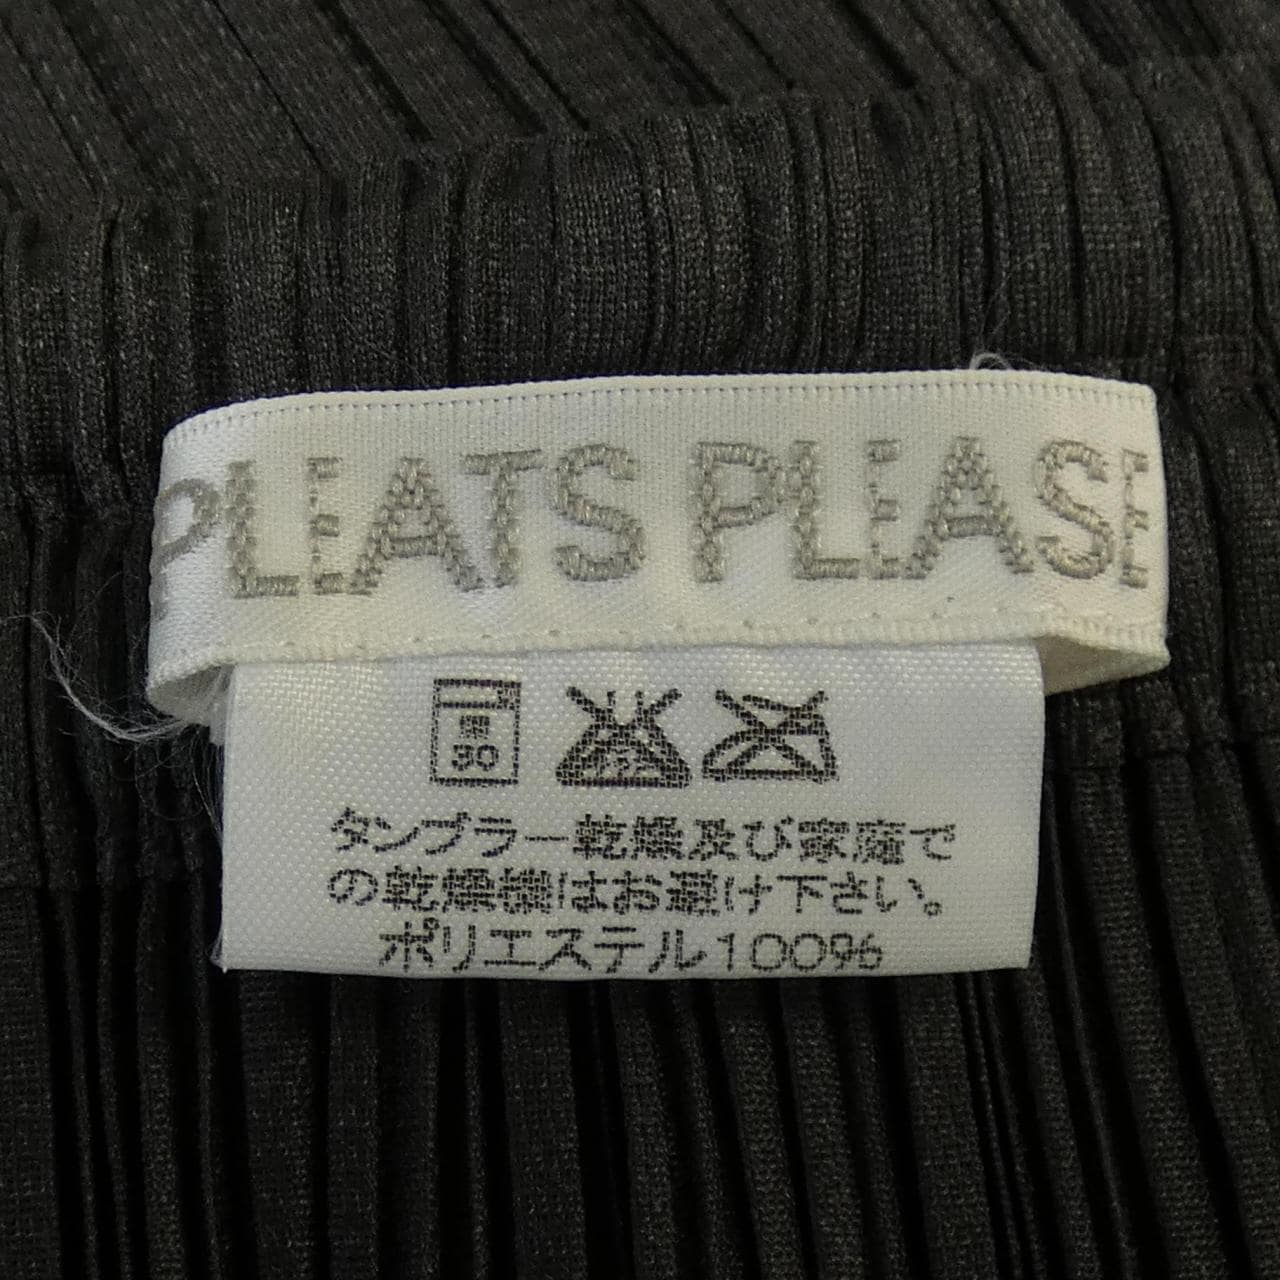 PLEATS PLEASE
弱
30
タンブラー乾燥及び家庭で
の乾燥機はお避け下さい。
ポリエステル100%